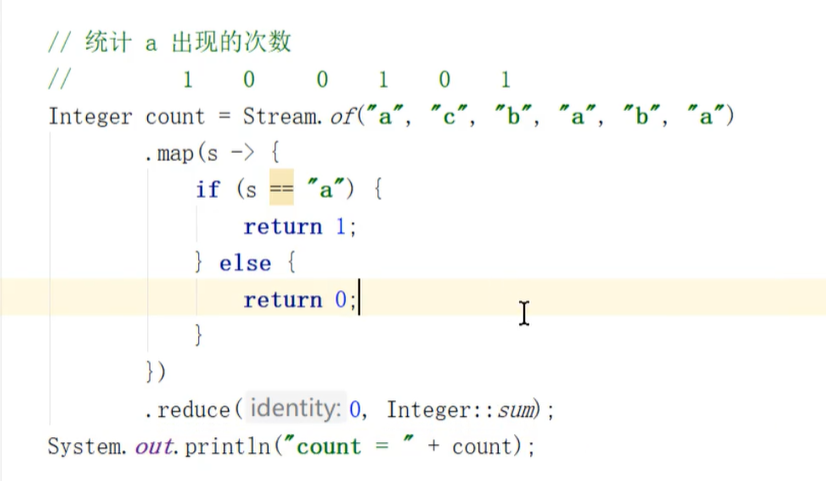 // 统计 a 出现的次数
// 1 0 0 1 0 1
Integer count = Stream.of("a", "c", "b", "a", "b", "a")
.map(s -> {
if (s == "a") {
return 1;
} else {
return 0;
}
})
.reduce( identity: 0, Integer::sum);
System.out.println("count = " + count);